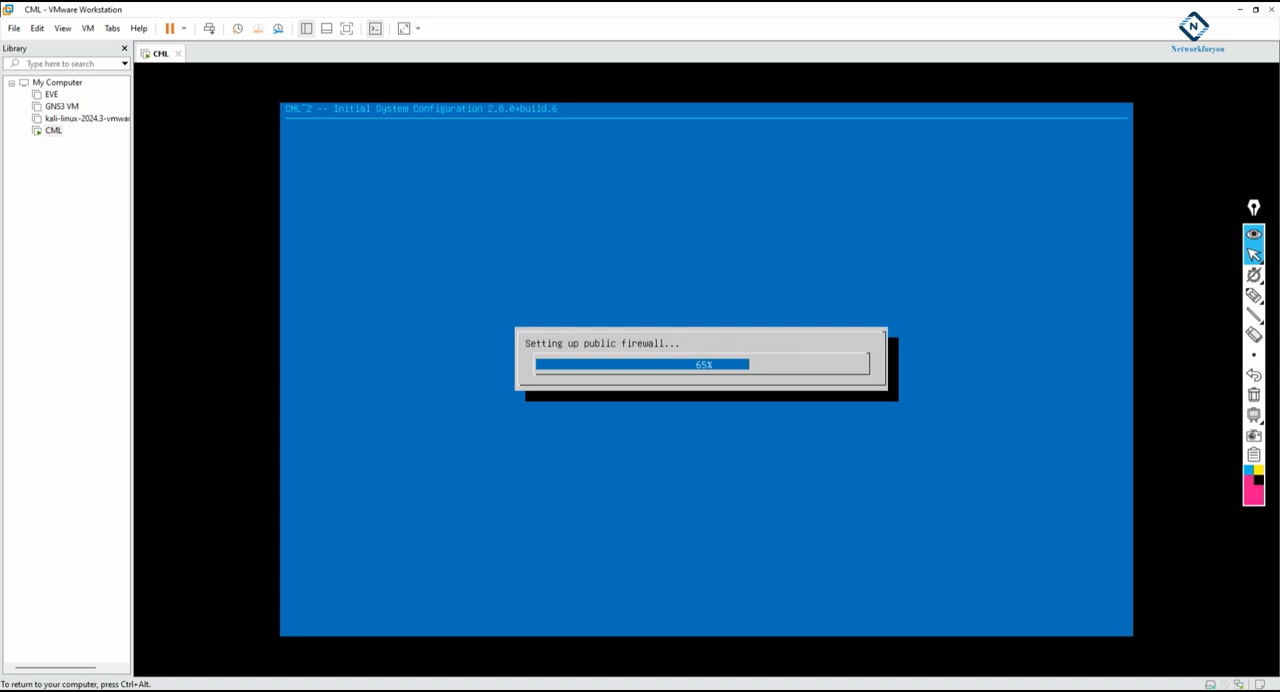 CML - VMware Workstation
File Edit View VM Tabs Help
N
Networkforyon
Library
CML
Type here to search
My Computer
EVE
GNS3 VM
kali-linux-2024.3-vmwar
CML
CML^2 -- Initial System Configuration 2.8.0+build.6
Setting up public firewall...
65%
To return to your computer, press Ctrl+Alt.